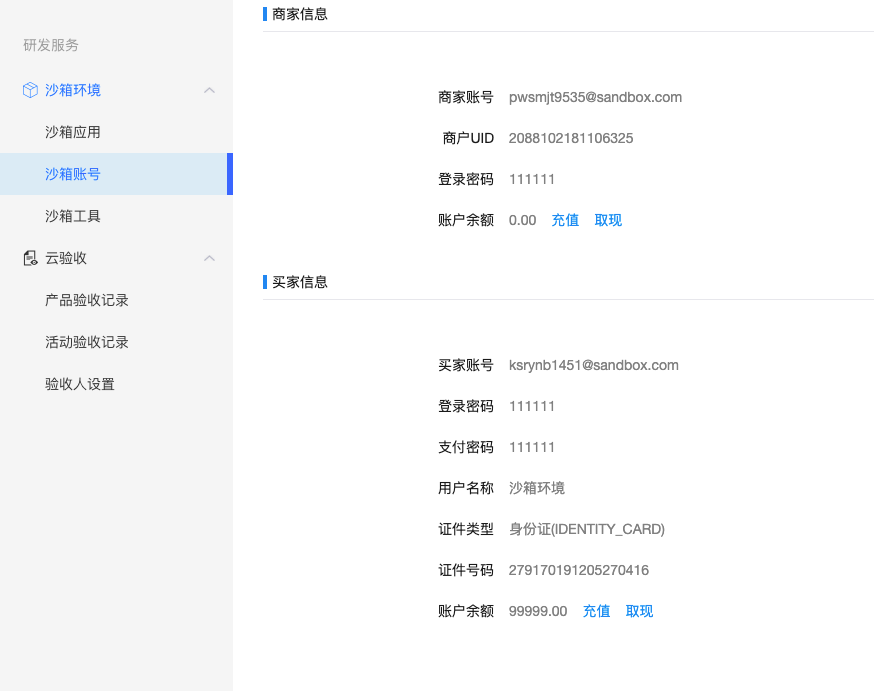 研发服务
沙箱环境
沙箱应用
沙箱账号
沙箱工具
云验收
产品验收记录
活动验收记录
验收人设置
商家信息
商家账号 pwsmjt9535@sandbox.com
商户UID 2088102181106325
登录密码 111111
账户余额 0.00 充值 取现
买家信息
买家账号 ksrynb1451@sandbox.com
登录密码 111111
支付密码 111111
用户名称 沙箱环境
证件类型 身份证(IDENTITY_CARD)
证件号码 279170191205270416
账户余额 99999.00 充值 取现